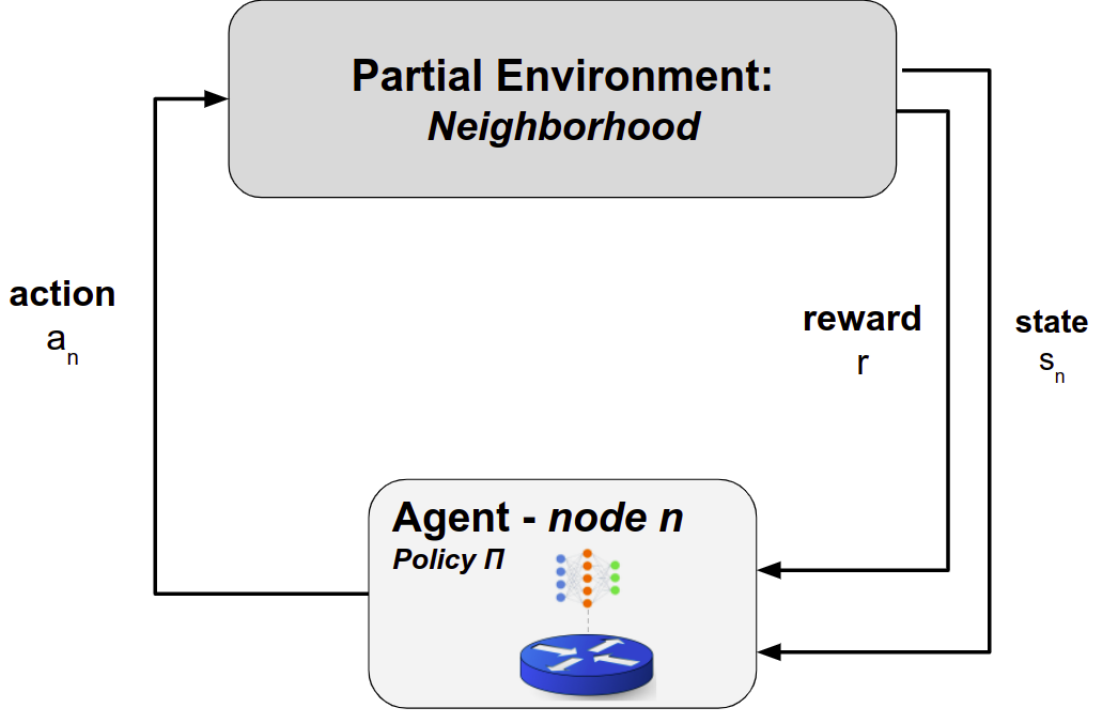 Partial Environment:
Neighborhood
action
aₙ
reward
r
state
sₙ
Agent - node n
Policy Π